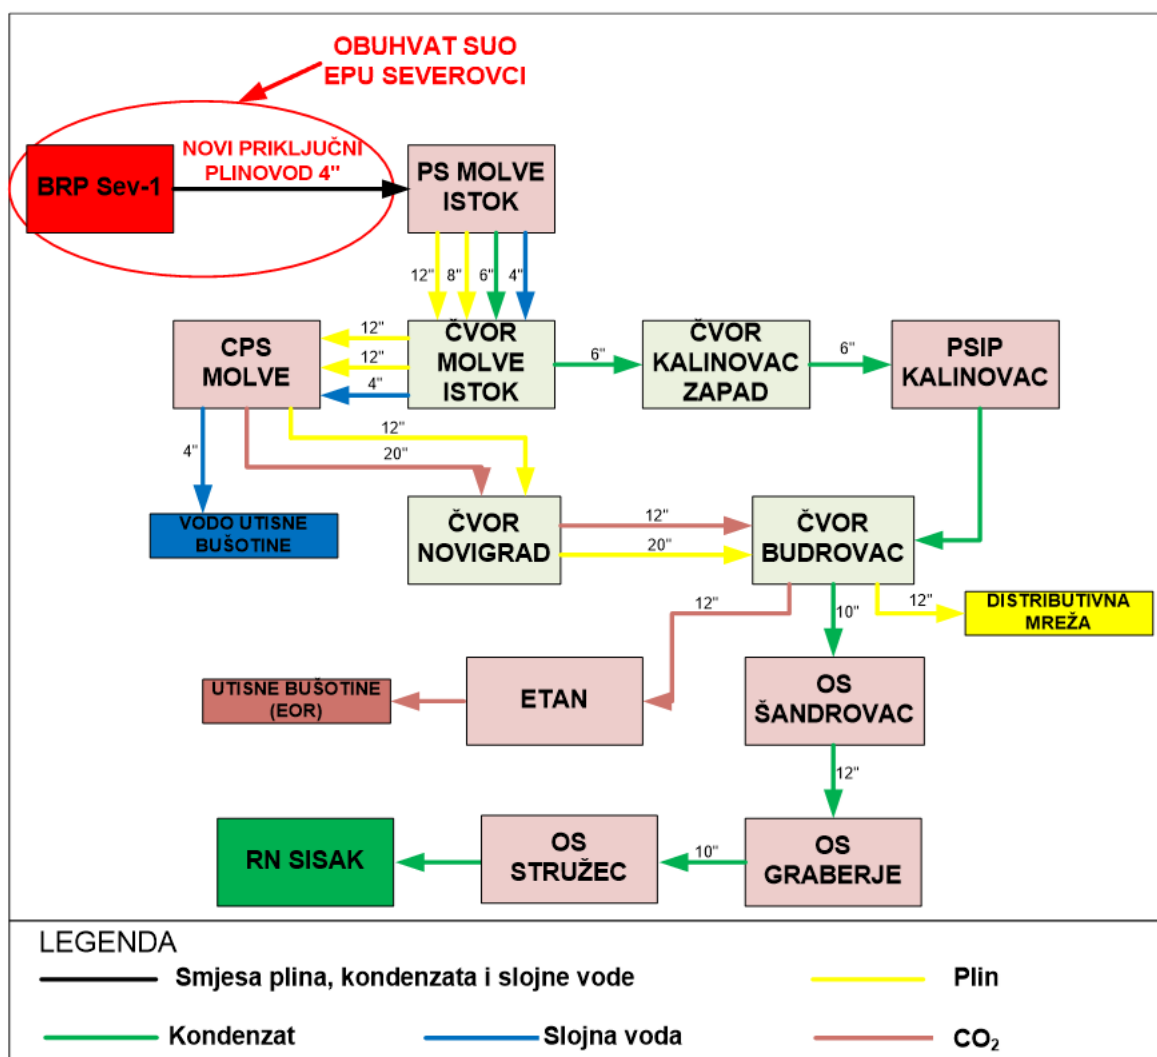 OBUHVAT SUO
EPU SEVEROVCI
NOVI PRIKLJUČNI
PLINOVOD 4"
BRP Sev-1
PS MOLVE
ISTOK
12"
8"
6"
4"
CPS
MOLVE
12"
12"
4"
ČVOR
MOLVE
ISTOK
6"
ČVOR
KALINOVAC
ZAPAD
6"
PSIP
KALINOVAC
4"
12"
20"
VODO UTISNE
BUŠOTINE
ČVOR
NOVIGRAD
12"
20"
ČVOR
BUDROVAC
12"
10"
12"
DISTRIBUTIVNA
MREŽA
UTISNE BUŠOTINE
(EOR)
ETAN
OS
ŠANDROVAC
12"
RN SISAK
OS
STRUŽEC
10"
OS
GRABERJE
LEGENDA
Smjesa plina, kondenzata i slojne vode
Plin
Kondenzat
Slojna voda
CO₂